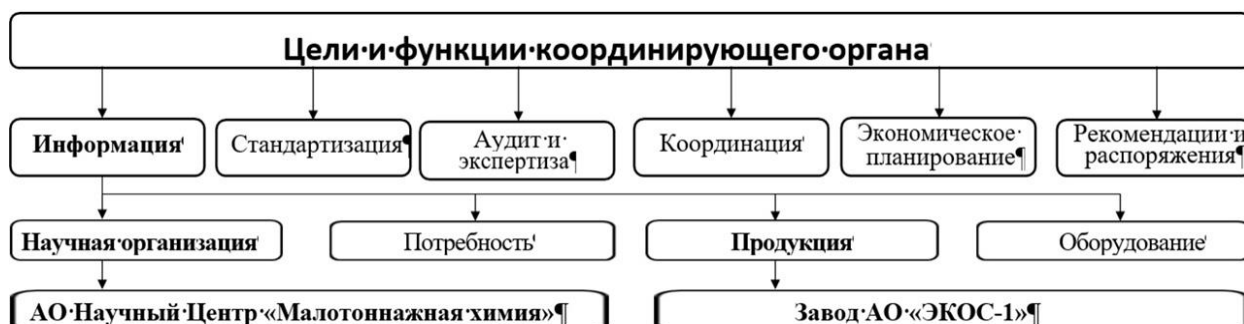 Цели и функции координирующего органа
Информация
Стандартизация
Аудит и
экспертиза
Координация
Экономическое
планирование
Рекомендации и
распоряжения
Научная организация
Потребность
Продукция
Оборудование
АО Научный Центр «Малотоннажная химия»
Завод АО «ЭКОС-1»